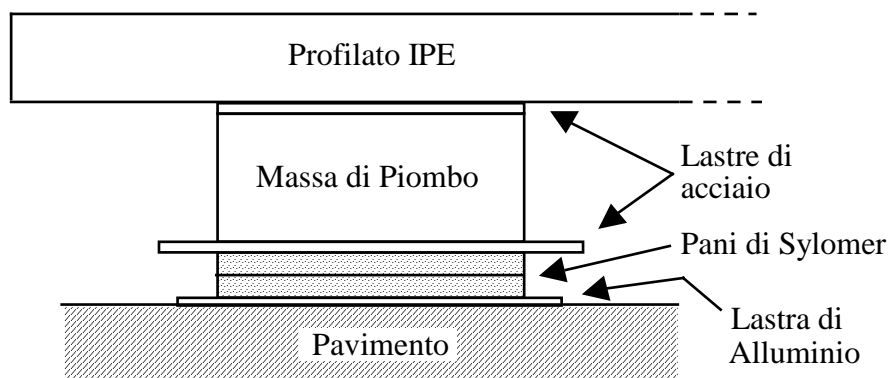 Profilato IPE
Massa di Piombo
Lastre di
acciaio
Pani di Sylomer
Lastra di
Alluminio
Pavimento